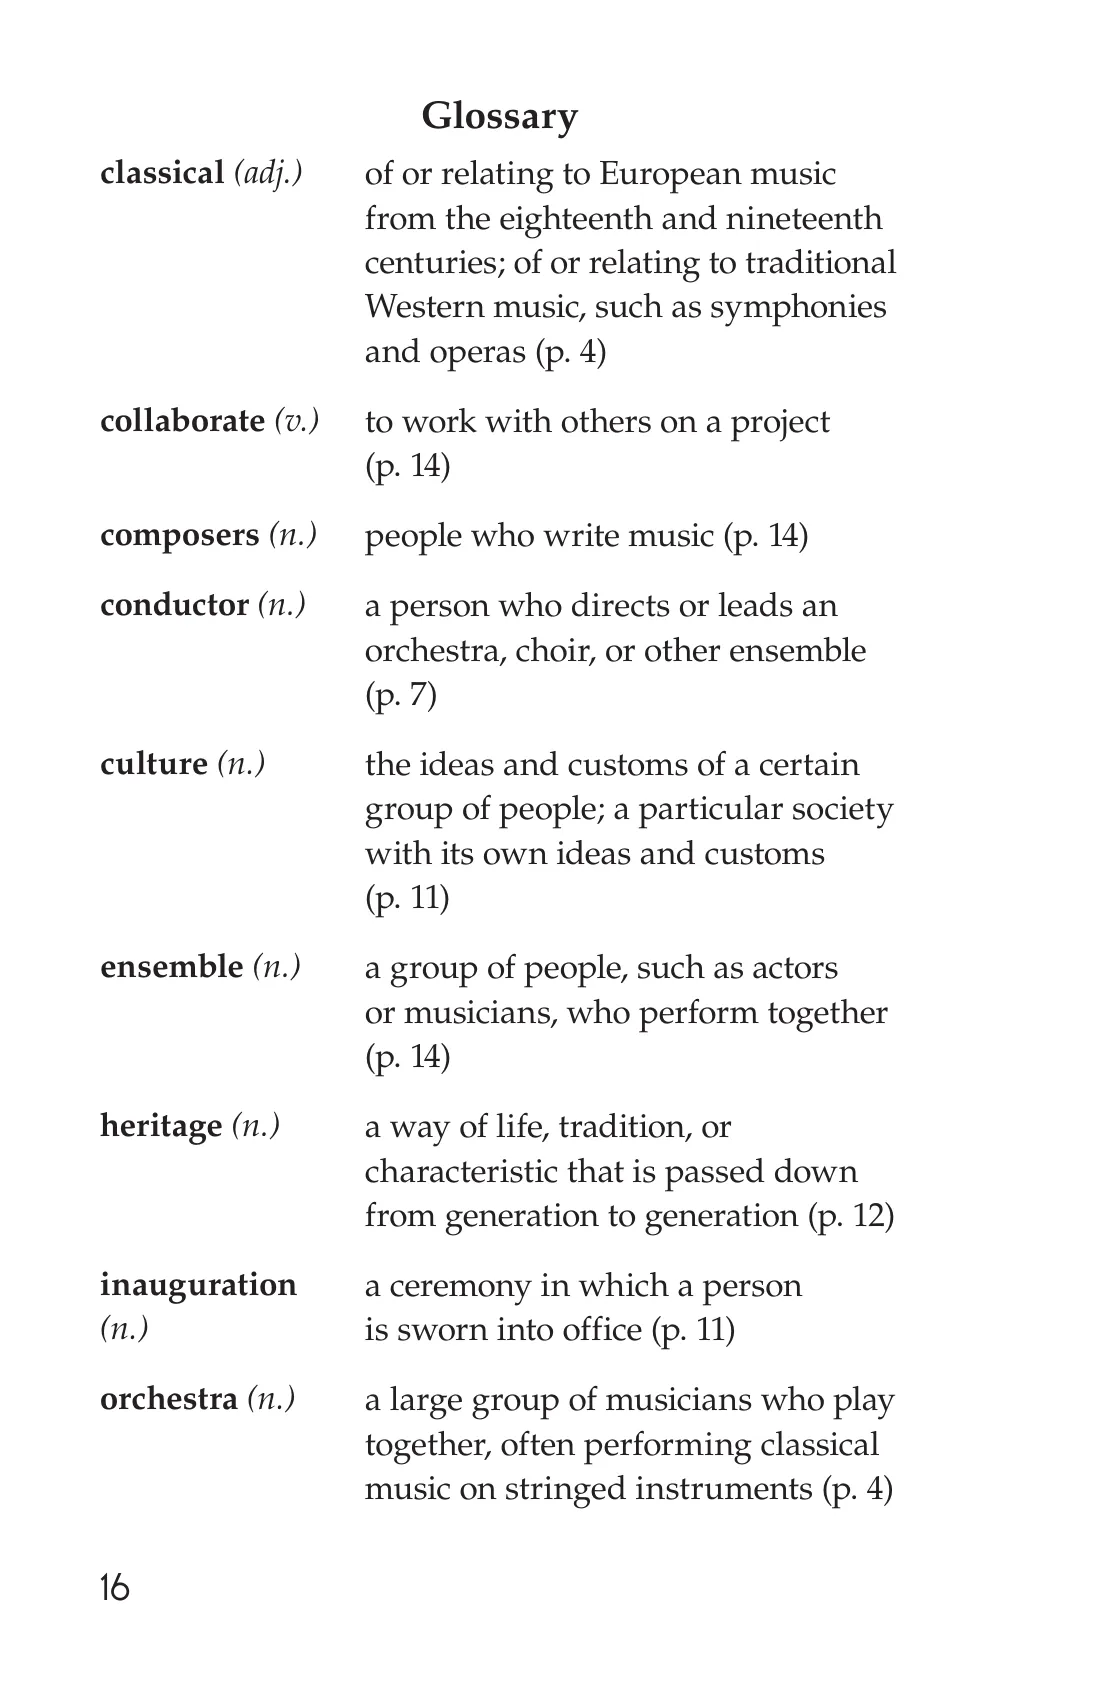 Glossary
classical (adj.) of or relating to European music
from the eighteenth and nineteenth
centuries; of or relating to traditional
Western music, such as symphonies
and operas (p. 4)
collaborate (v.) to work with others on a project
(p. 14)
composers (n.) people who write music (p. 14)
conductor (n.) a person who directs or leads an
orchestra, choir, or other ensemble
(p. 7)
culture (n.) the ideas and customs of a certain
group of people; a particular society
with its own ideas and customs
(p. 11)
ensemble (n.) a group of people, such as actors
or musicians, who perform together
(p. 14)
heritage (n.) a way of life, tradition, or
characteristic that is passed down
from generation to generation (p. 12)
inauguration a ceremony in which a person
(n.) is sworn into office (p. 11)
orchestra (n.) a large group of musicians who play
together, often performing classical
music on stringed instruments (p. 4)
16